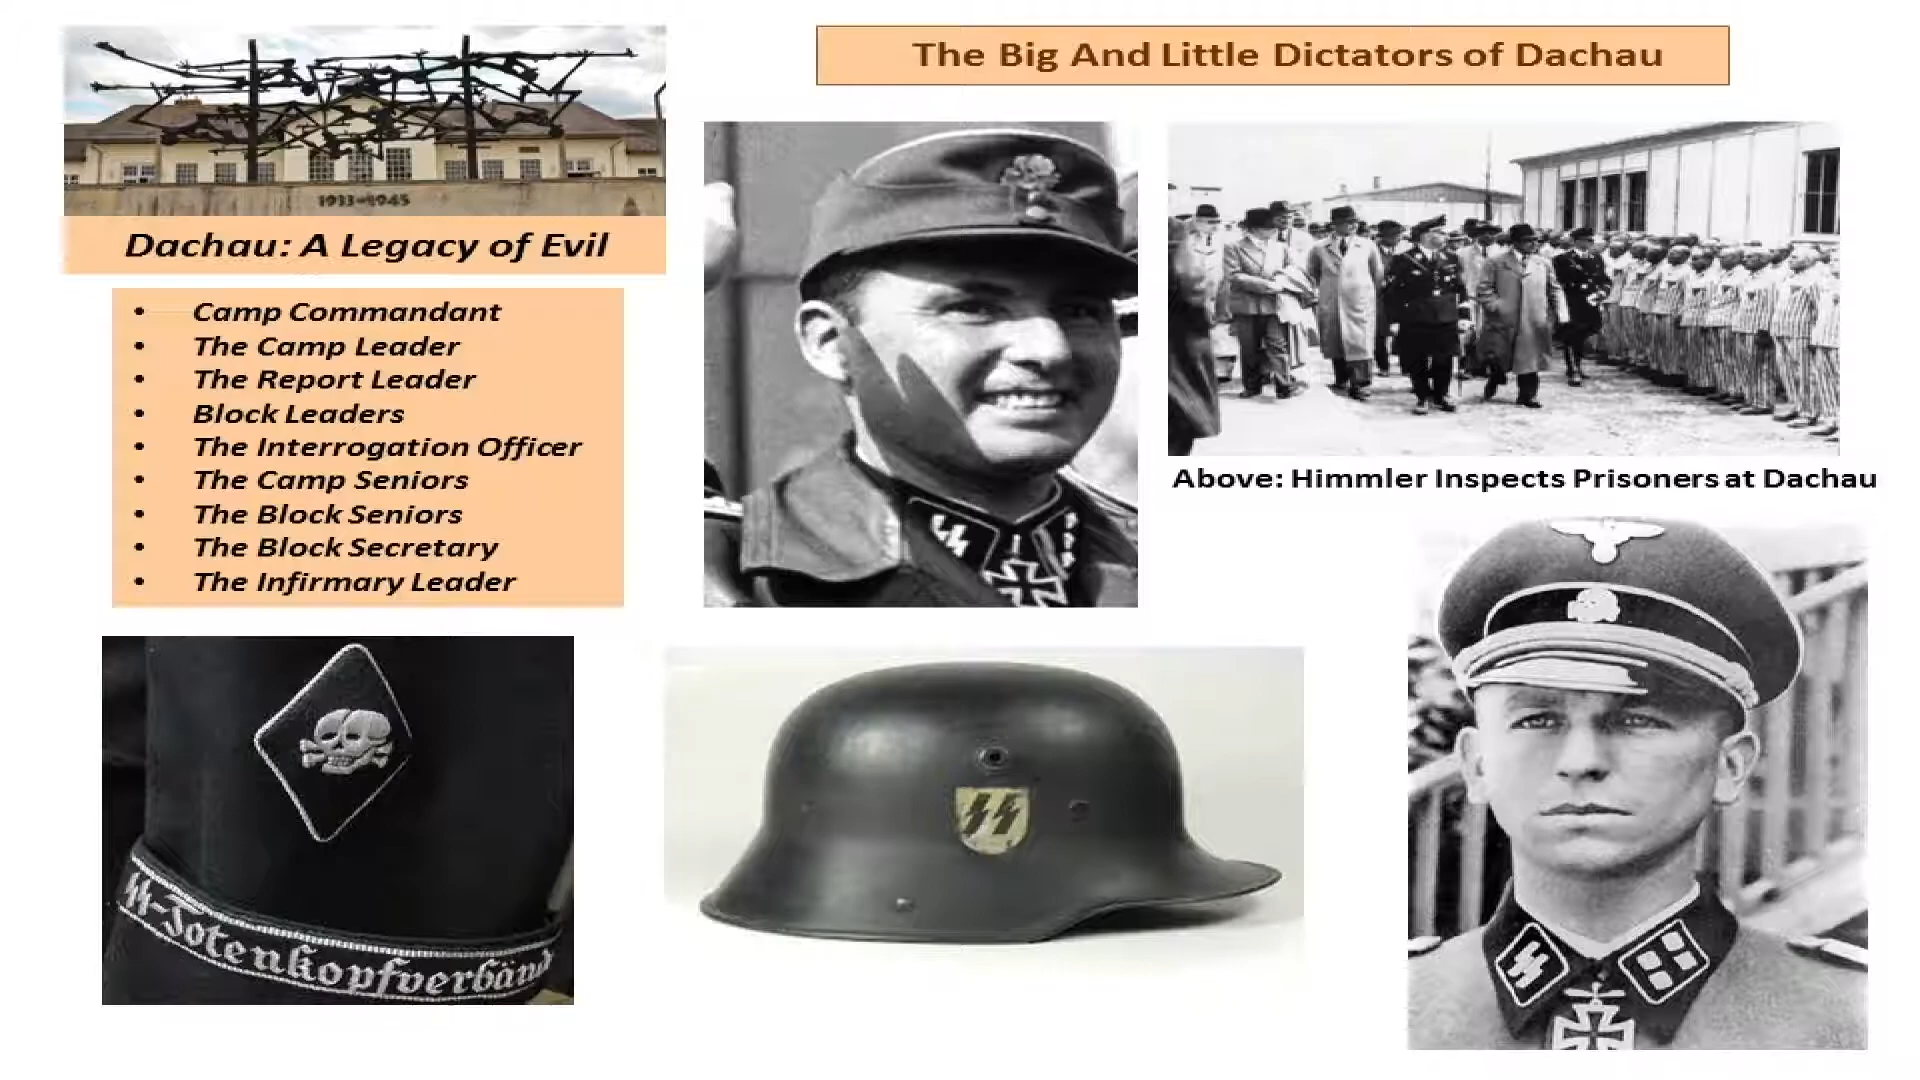 The Big And Little Dictators of Dachau
1933-1945
Dachau: A Legacy of Evil
• Camp Commandant
• The Camp Leader
• The Report Leader
• Block Leaders
• The Interrogation Officer
• The Camp Seniors
• The Block Seniors
• The Block Secretary
• The Infirmary Leader
Above: Himmler Inspects Prisoners at Dachau
SS-Totenkopfverbänd